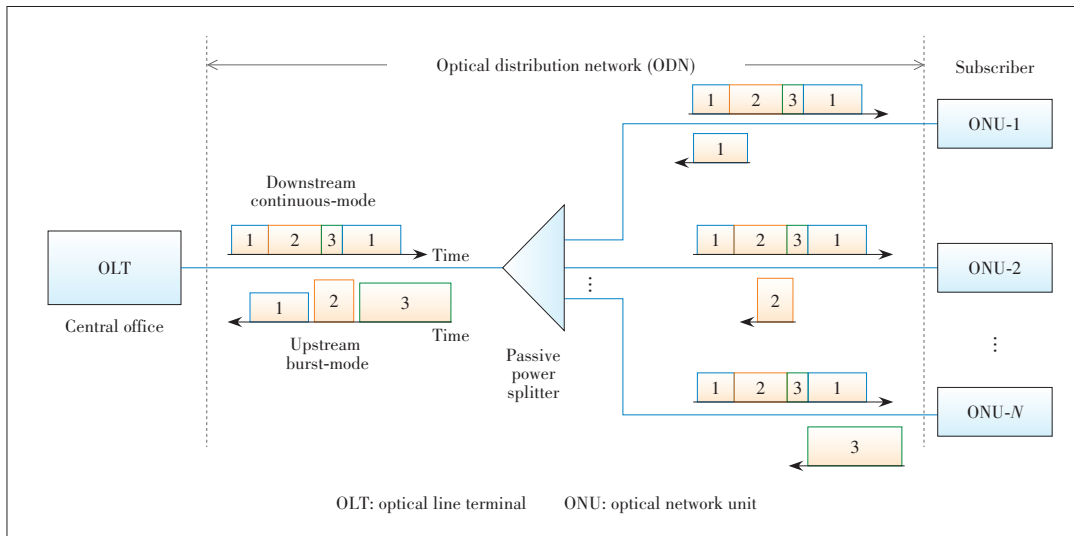 Optical distribution network (ODN)
Subscriber
1 2 3 1
ONU-1
1
Downstream
continuous-mode
1 2 3 1
Time
OLT
Central office
1 2 3
Time
Upstream
burst-mode
Passive
power
splitter
⋮
1 2 3 1
ONU-2
2
⋮
1 2 3 1
ONU-N
3
OLT: optical line terminal ONU: optical network unit